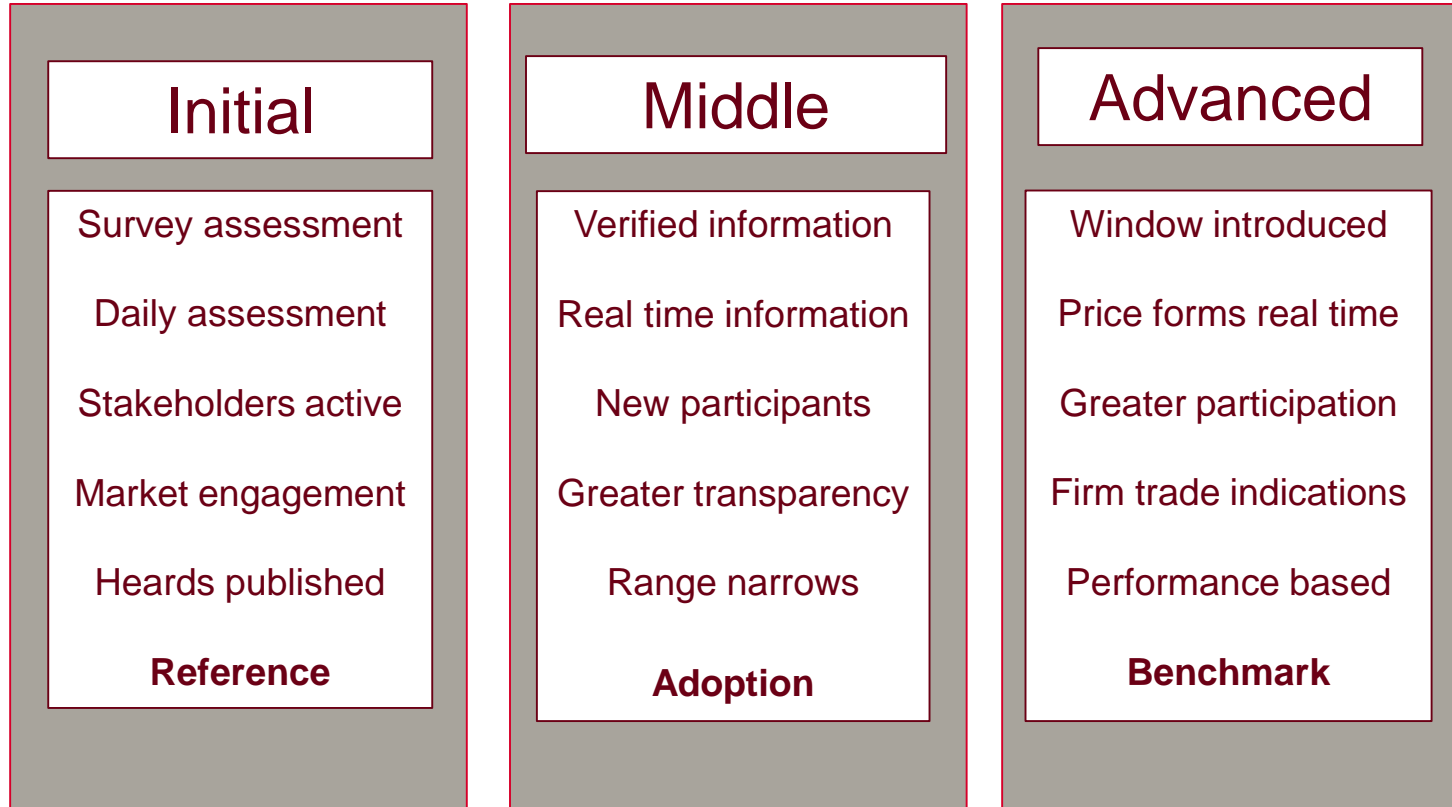 Initial
Survey assessment
Daily assessment
Stakeholders active
Market engagement
Heards published
Reference
Middle
Verified information
Real time information
New participants
Greater transparency
Range narrows
Adoption
Advanced
Window introduced
Price forms real time
Greater participation
Firm trade indications
Performance based
Benchmark